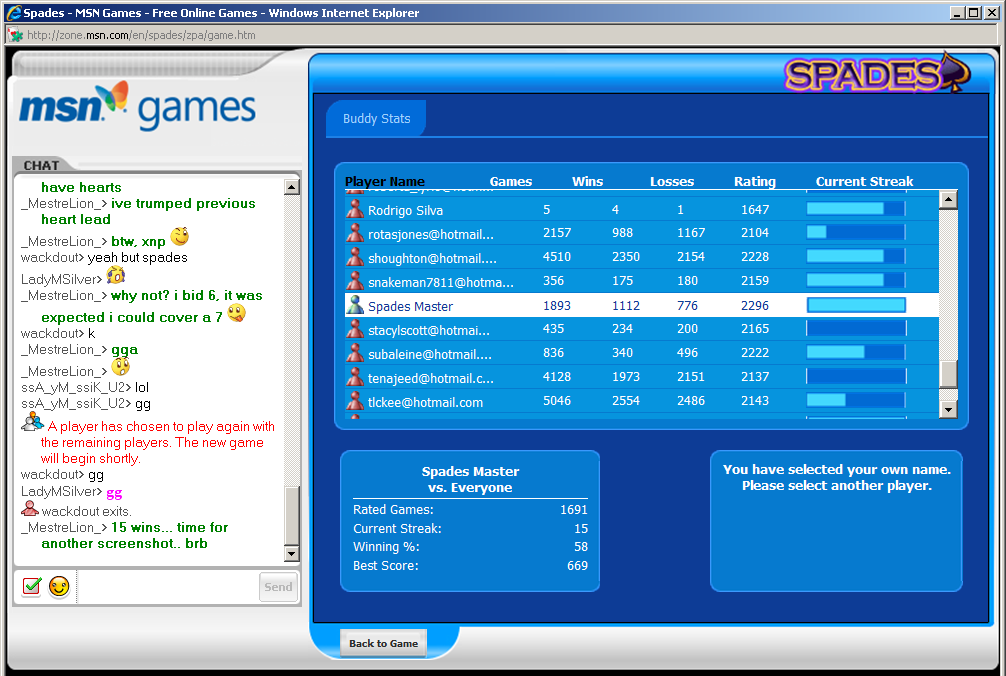 Spades - MSN Games - Free Online Games - Windows Internet Explorer
http://zone.msn.com/en/spades/zpa/game.htm
msn games
SPADES
Buddy Stats
CHAT
have hearts
_MestreLion_> ive trumped previous
heart lead
_MestreLion_> btw, xnp
wackdout> yeah but spades
LadyMSilver>
_MestreLion_> why not? i bid 6, it was
expected i could cover a 7
wackdout> k
_MestreLion_> gga
_MestreLion_>
ssA_yM_ssiK_U2> lol
ssA_yM_ssiK_U2> gg
A player has chosen to play again with
the remaining players. The new game
will begin shortly.
wackdout> gg
LadyMSilver> gg
wackdout exits.
_MestreLion_> 15 wins... time for
another screenshot.. brb
Send
Player Name Games Wins Losses Rating Current Streak
Rodrigo Silva 5 4 1 1647
rotasjones@hotmail.... 2157 988 1167 2104
shoughton@hotmail.... 4510 2350 2154 2228
snakeman7811@hotma... 356 175 180 2159
Spades Master 1893 1112 776 2296
stacylscott@hotmai... 435 234 200 2165
subaleine@hotmail.... 836 340 496 2222
tenajeed@hotmail.c... 4128 1973 2151 2137
tlckee@hotmail.com 5046 2554 2486 2143
Spades Master
vs. Everyone
Rated Games: 1691
Current Streak: 15
Winning %: 58
Best Score: 669
You have selected your own name.
Please select another player.
Back to Game